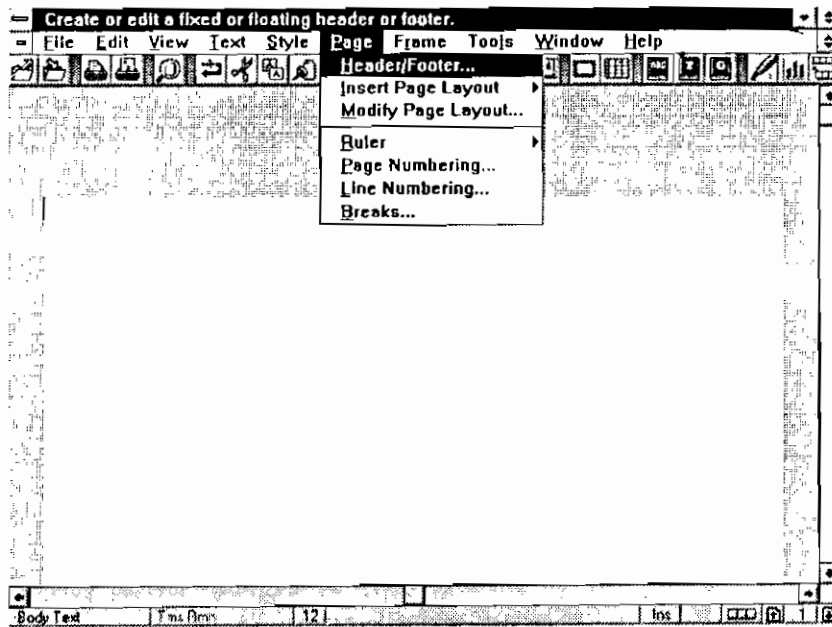 Create or edit a fixed or floating header or footer.
File Edit View Text Style Page Frame Tools Window Help
Header/Footer...
Insert Page Layout
Modify Page Layout...
Ruler
Page Numbering...
Line Numbering...
Breaks...
Body Text Tms Rmn 12 Ins 1